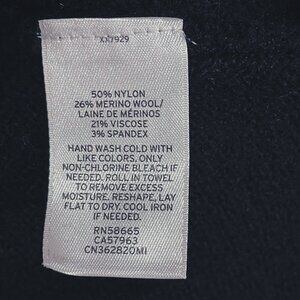 XX7929
50% NYLON
26% MERINO WOOL/
LAINE DE MÉRINOS
21% VISCOSE
3% SPANDEX
HAND WASH COLD WITH
LIKE COLORS. ONLY
NON-CHLORINE BLEACH IF
NEEDED. ROLL IN TOWEL
TO REMOVE EXCESS
MOISTURE. RESHAPE, LAY
FLAT TO DRY. COOL IRON
IF NEEDED.
RN58665
CA57963
CN362820MI